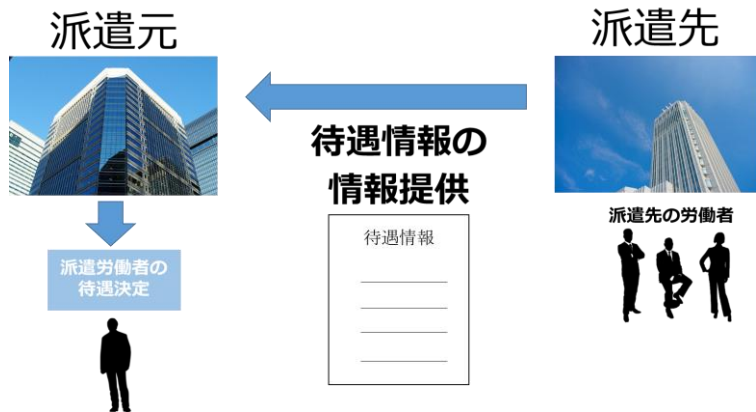 派遣元
派遣先
待遇情報の
情報提供
待遇情報
派遣先の労働者
派遣労働者の
待遇決定